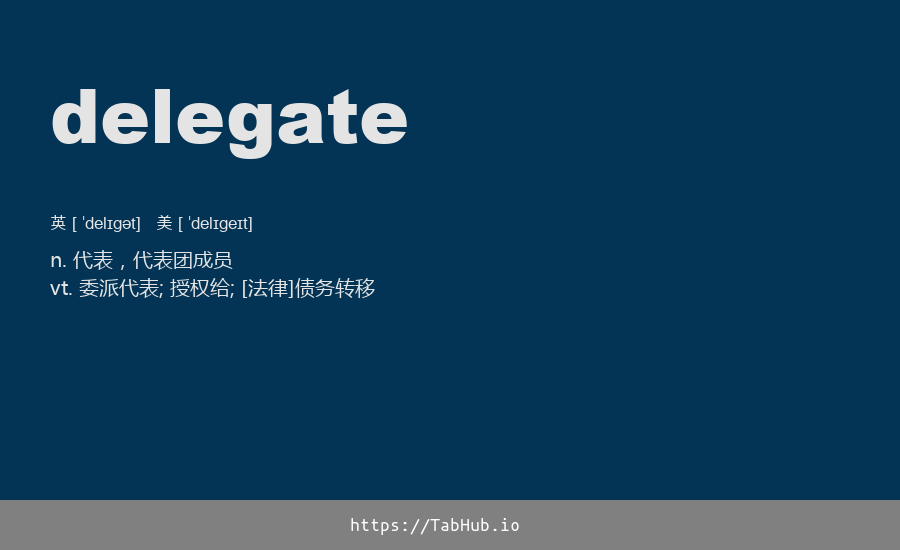 delegate
英 [ ˈdelɪgət]   美 [ ˈdelɪgeɪt]
n. 代表，代表团成员
vt. 委派代表; 授权给; [法律]债务转移
https://TabHub.io